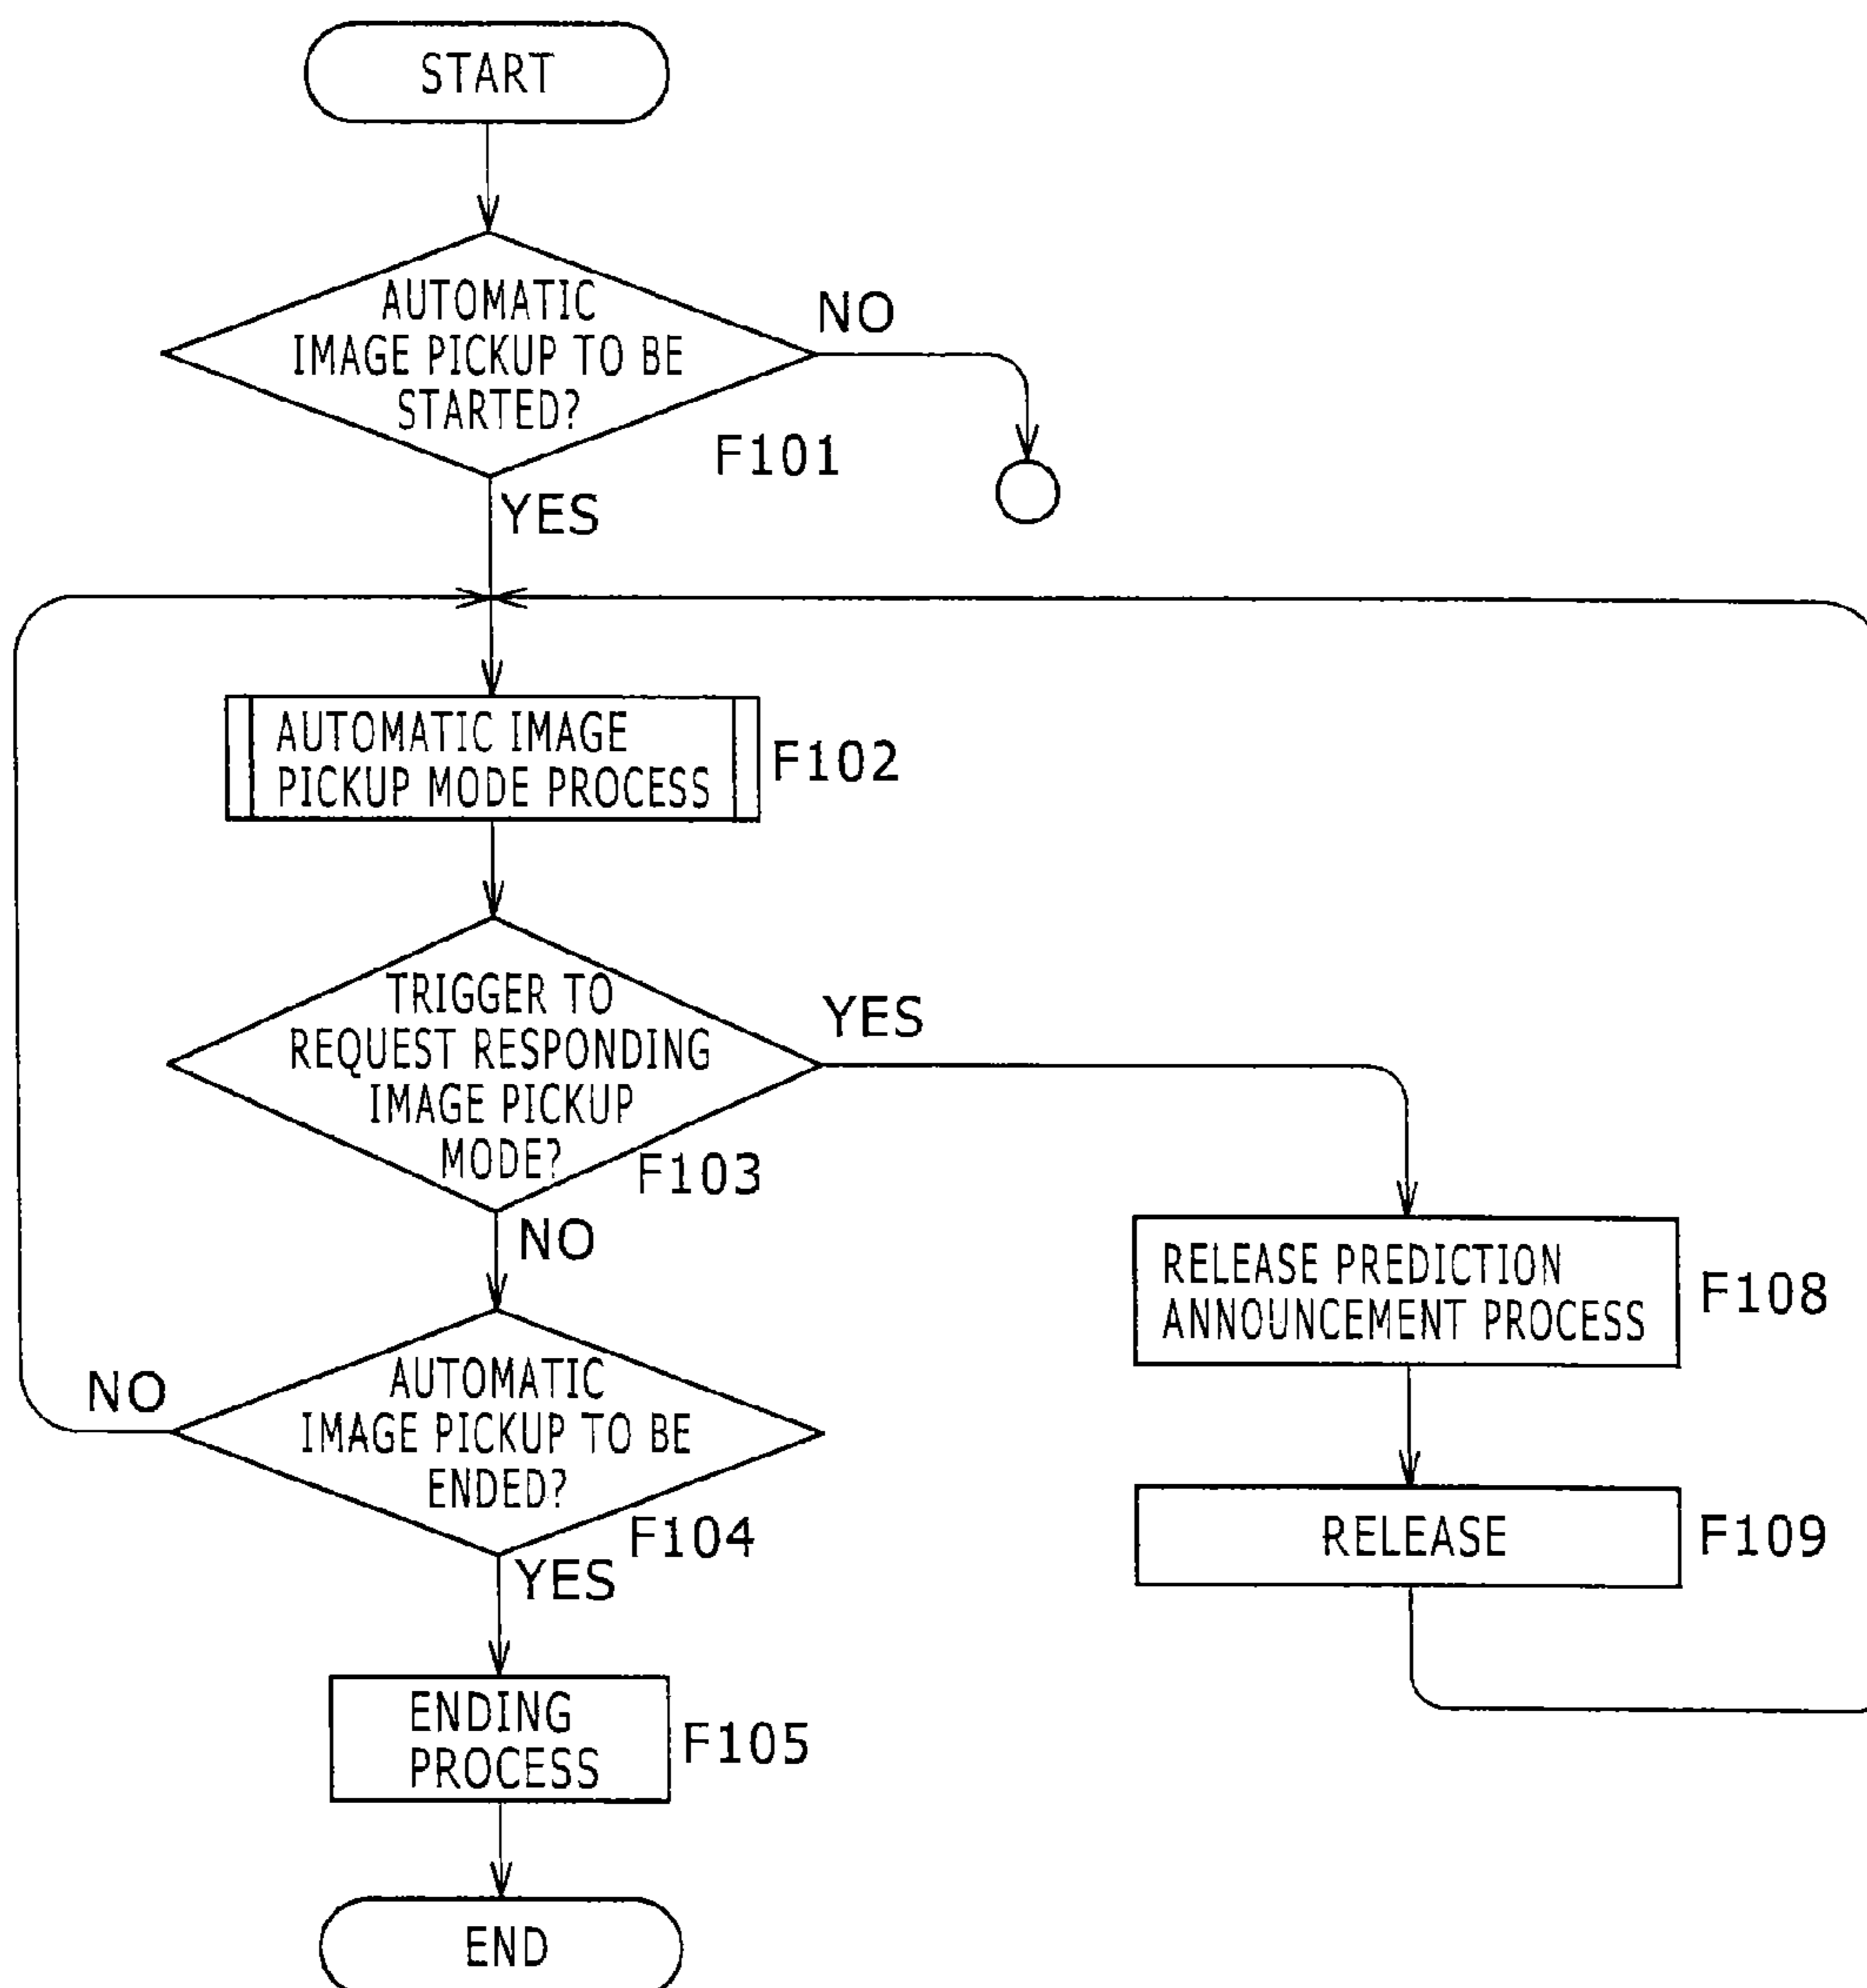 START
AUTOMATIC
IMAGE PICKUP TO BE
STARTED?
NO
F101
YES
AUTOMATIC IMAGE
PICKUP MODE PROCESS
F102
TRIGGER TO
REQUEST RESPONDING
IMAGE PICKUP
MODE?
YES
F103
NO
RELEASE PREDICTION
ANNOUNCEMENT PROCESS
F108
AUTOMATIC
IMAGE PICKUP TO BE
ENDED?
NO
F104
YES
RELEASE
F109
ENDING
PROCESS
F105
END